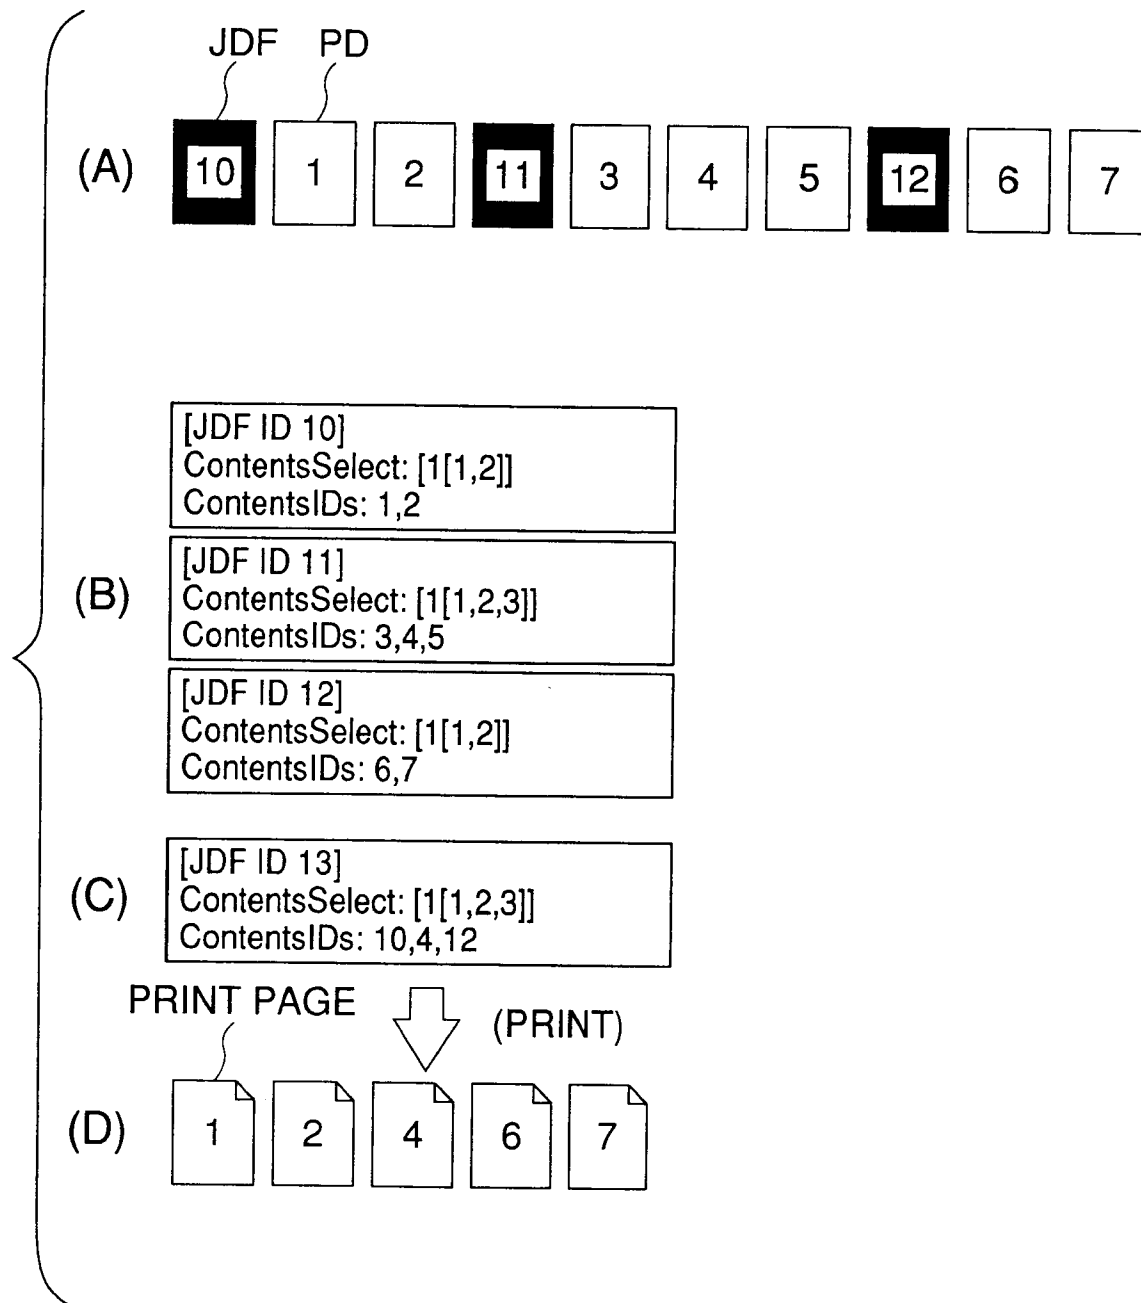 JDF PD
(A) 10 1 2 11 3 4 5 12 6 7
[JDF ID 10]
ContentsSelect: [1[1,2]]
ContentsIDs: 1,2
(B)
[JDF ID 11]
ContentsSelect: [1[1,2,3]]
ContentsIDs: 3,4,5
[JDF ID 12]
ContentsSelect: [1[1,2]]
ContentsIDs: 6,7
(C)
[JDF ID 13]
ContentsSelect: [1[1,2,3]]
ContentsIDs: 10,4,12
PRINT PAGE
(PRINT)
(D) 1 2 4 6 7